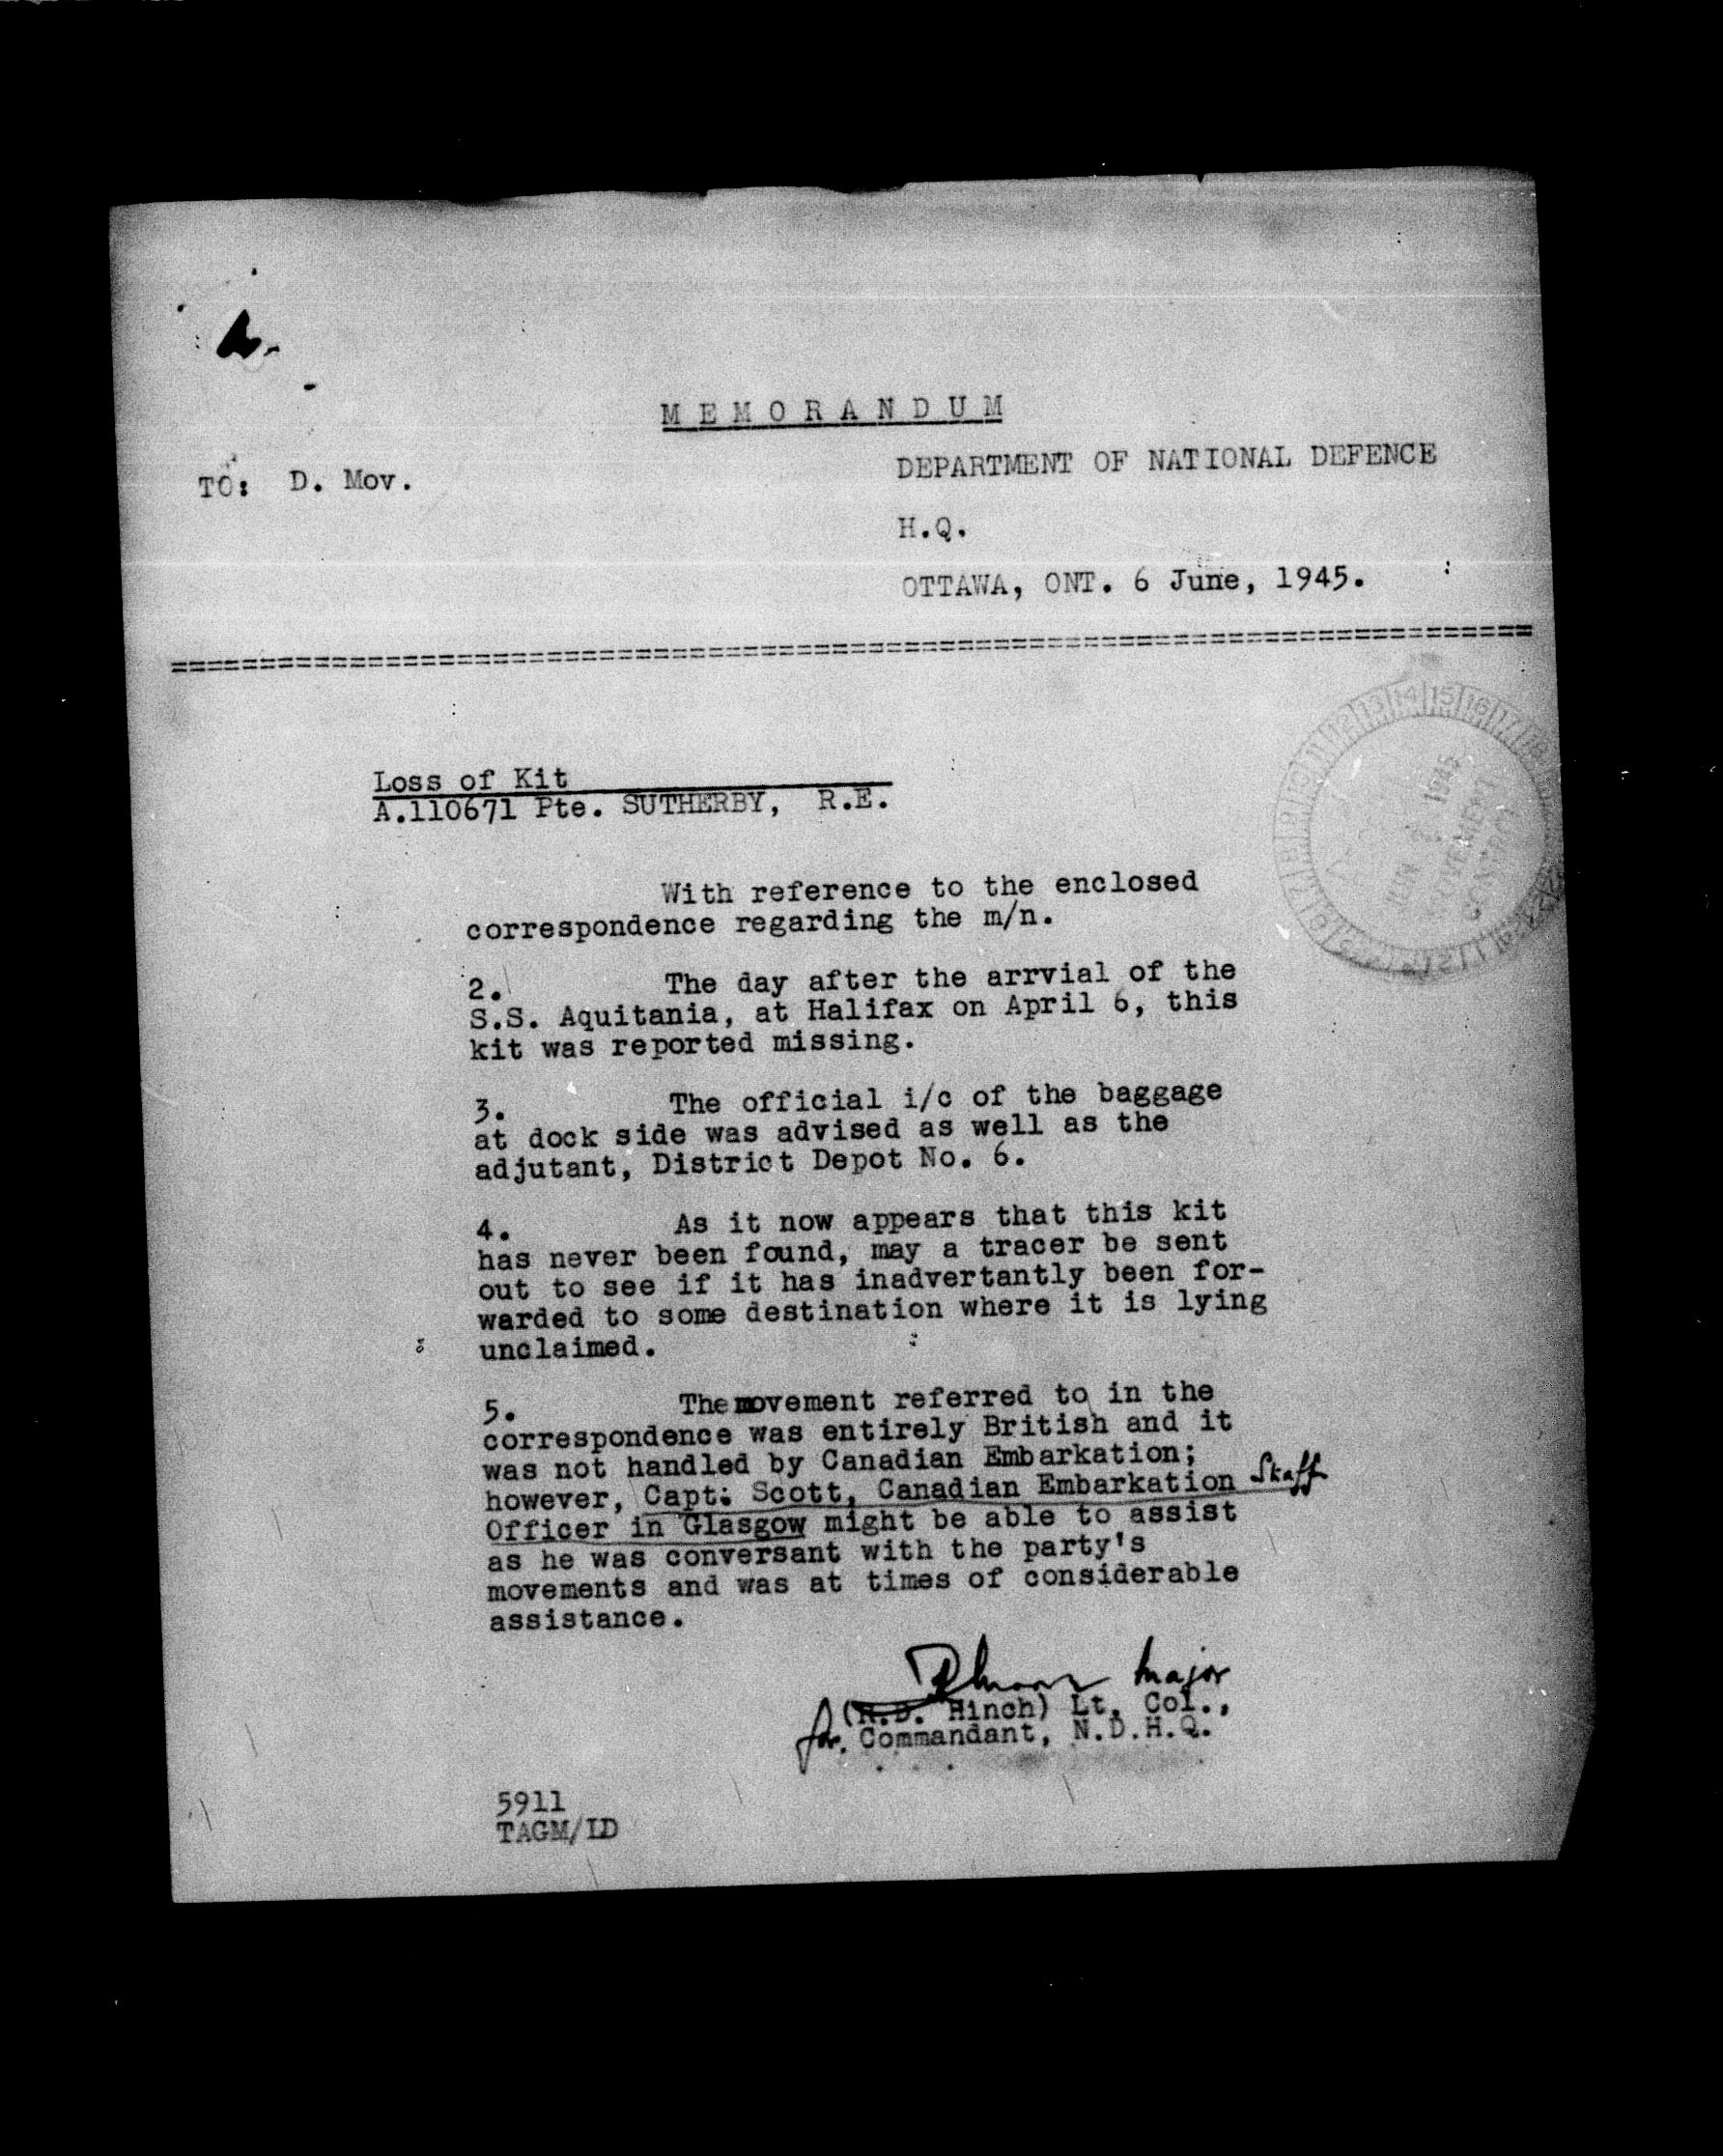 MEMORANDUM
TO: D. Mov.
DEPARTMENT OF NATIONAL DEFENCE
H.Q.
OTTAWA, ONT. 6 June, 1945.
Loss of Kit
A.110671 Pte. SUTHERBY, R.E.
With reference to the enclosed
correspondence regarding the m/n.
2. The day after the arrvial of the
S.S. Aquitania, at Halifax on April 6, this
kit was reported missing.
3. The official i/c of the baggage
at dock side was advised as well as the
adjutant, District Depot No. 6.
4. As it now appears that this kit
has never been found, may a tracer be sent
out to see if it has inadvertantly been for-
warded to some destination where it is lying
unclaimed.
5. The movement referred to in the
correspondence was entirely British and it
was not handled by Canadian Embarkation;
however, Capt: Scott, Canadian Embarkation Staff
Officer in Glasgow might be able to assist
as he was conversant with the party's
movements and was at times of considerable
assistance.
Major
(R.D. Hinch) Lt. Col.,
for. Commandant, N.D.H.Q.
5911
TAGM/LD
JUN 1945
MOVEMENT
CONTROL